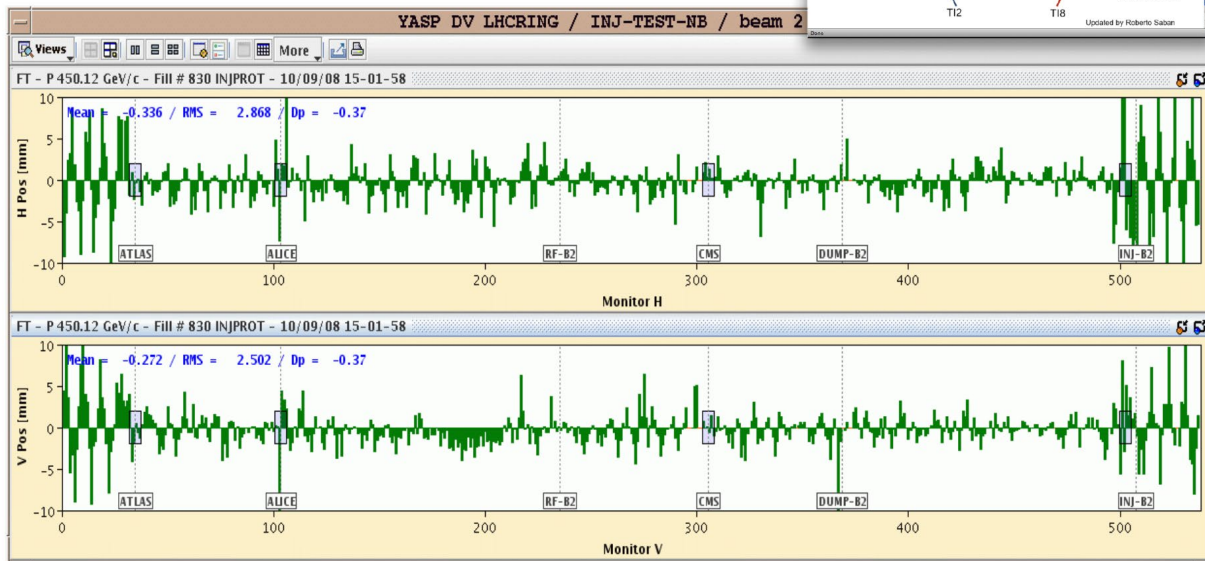 TI2 TI8
Updated by Roberto Saban
Done
YASP DV LHCRING / INJ-TEST-NB / beam 2
Views More
FT - P 450.12 GeV/c - Fill # 830 INJPROT - 10/09/08 15-01-58
Mean = -0.336 / RMS = 2.868 / Dp = -0.37
H Pos [mm]
10
5
0
-5
-10
ATLAS ALICE RF-B2 CMS DUMP-B2 INJ-B2
0 100 200 300 400 500
Monitor H
FT - P 450.12 GeV/c - Fill # 830 INJPROT - 10/09/08 15-01-58
Mean = -0.272 / RMS = 2.502 / Dp = -0.37
V Pos [mm]
10
5
0
-5
-10
ATLAS ALICE RF-B2 CMS DUMP-B2 INJ-B2
0 100 200 300 400 500
Monitor V